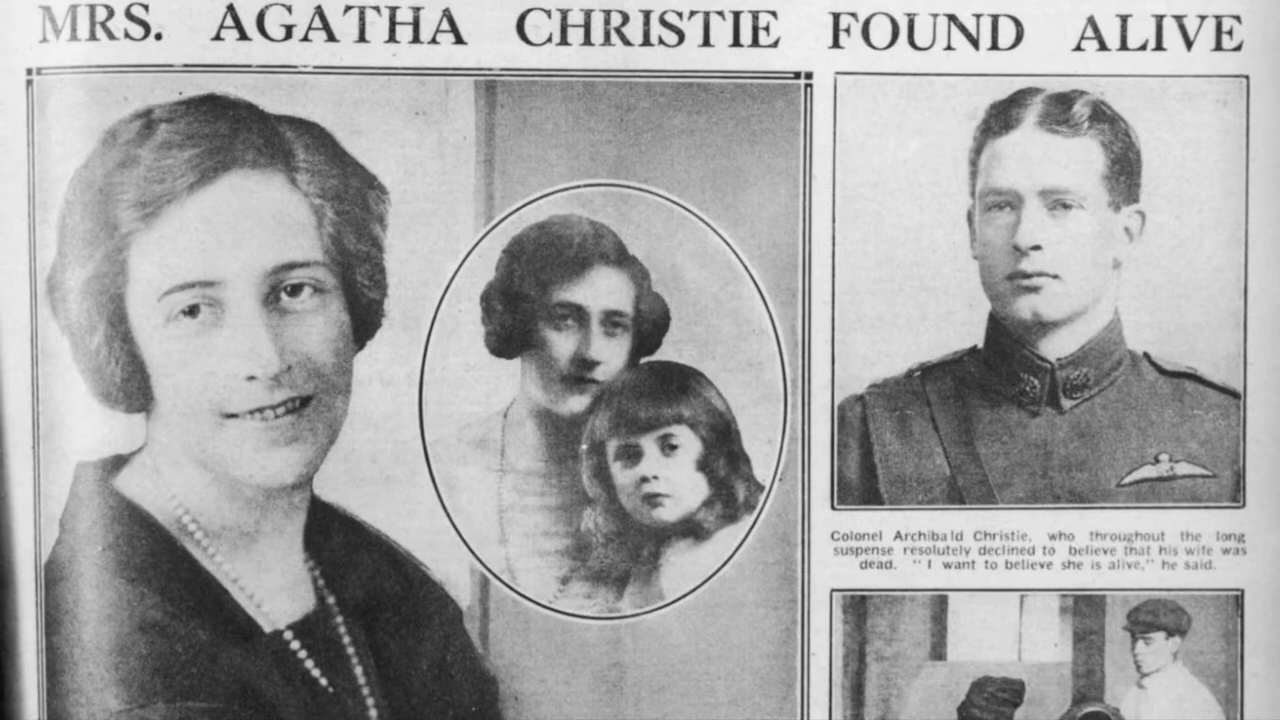 MRS. AGATHA CHRISTIE FOUND ALIVE
Colonel Archibald Christie, who throughout the long
suspense resolutely declined to believe that his wife was
dead. "I want to believe she is alive," he said.